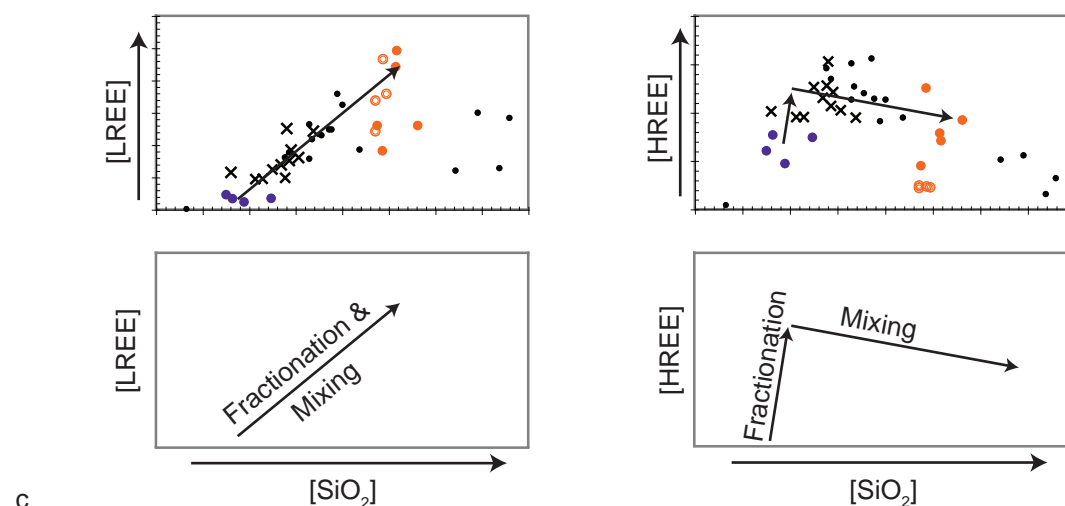 [LREE]
[HREE]
[LREE]
Fractionation &
Mixing
[HREE]
Fractionation
Mixing
[SiO₂]
[SiO₂]
c